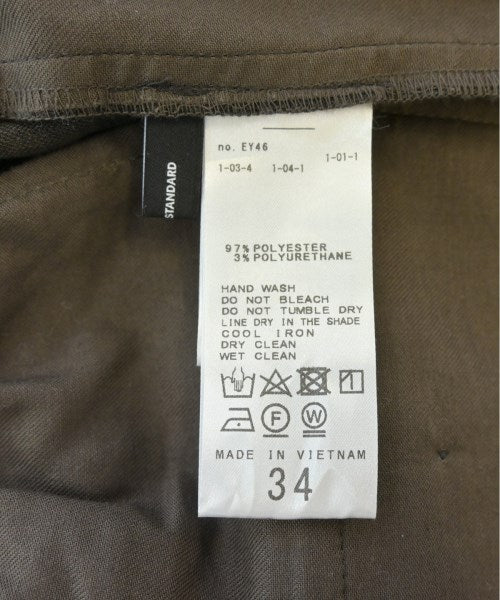 no. EY46
1-01-1
1-03-4 1-04-1
STANDARD
97% POLYESTER
3% POLYURETHANE
HAND WASH
DO NOT BLEACH
DO NOT TUMBLE DRY
LINE DRY IN THE SHADE
COOL IRON
DRY CLEAN
WET CLEAN
F W
MADE IN VIETNAM
34